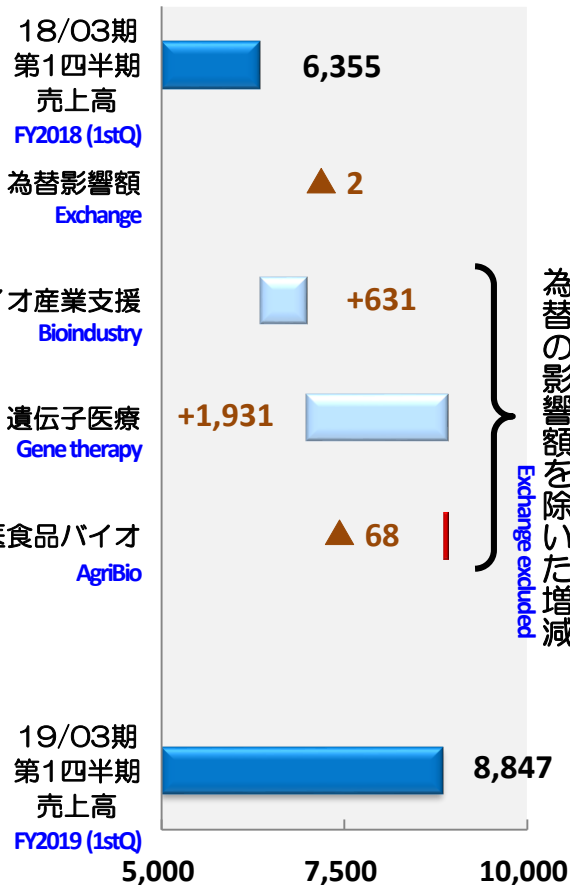 18/03期
第1四半期
売上高
FY2018 (1stQ)
6,355
為替影響額
Exchange
▲ 2
イオ産業支援
Bioindustry
+631
遺伝子医療
Gene therapy
+1,931
医食品バイオ
AgriBio
▲ 68
為替の影響額を除いた増減
Exchange excluded
19/03期
第1四半期
売上高
FY2019 (1stQ)
8,847
5,000
7,500
10,000